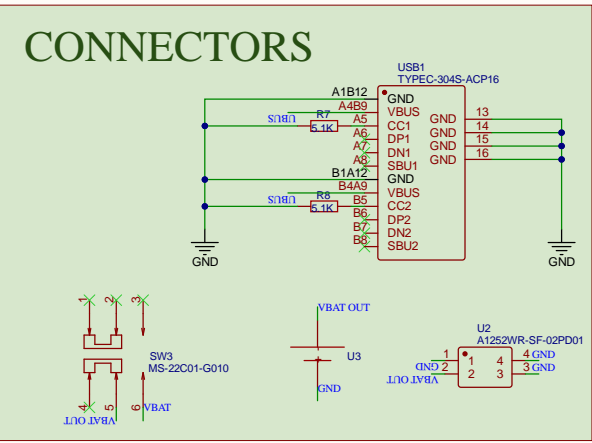 CONNECTORS
USB1
TYPEC-304S-ACP16
A1B12 GND
A4B9 VBUS
UBUS R7 5.1K A5 CC1
A6 DP1
A7 DN1
A8 SBU1
B1A12 GND
B4A9 VBUS
UBUS R8 5.1K B5 CC2
B6 DP2
B7 DN2
B8 SBU2
GND 13
GND 14
GND 15
GND 16
GND
GND
1 2 3
SW3
MS-22C01-G010
4 5 6
VBAT OUT
VBAT
VBAT OUT
U3
GND
U2
A1252WR-SF-02PD01
1 1 4 4 GND
GND 2 2 3 3 GND
VBAT OUT